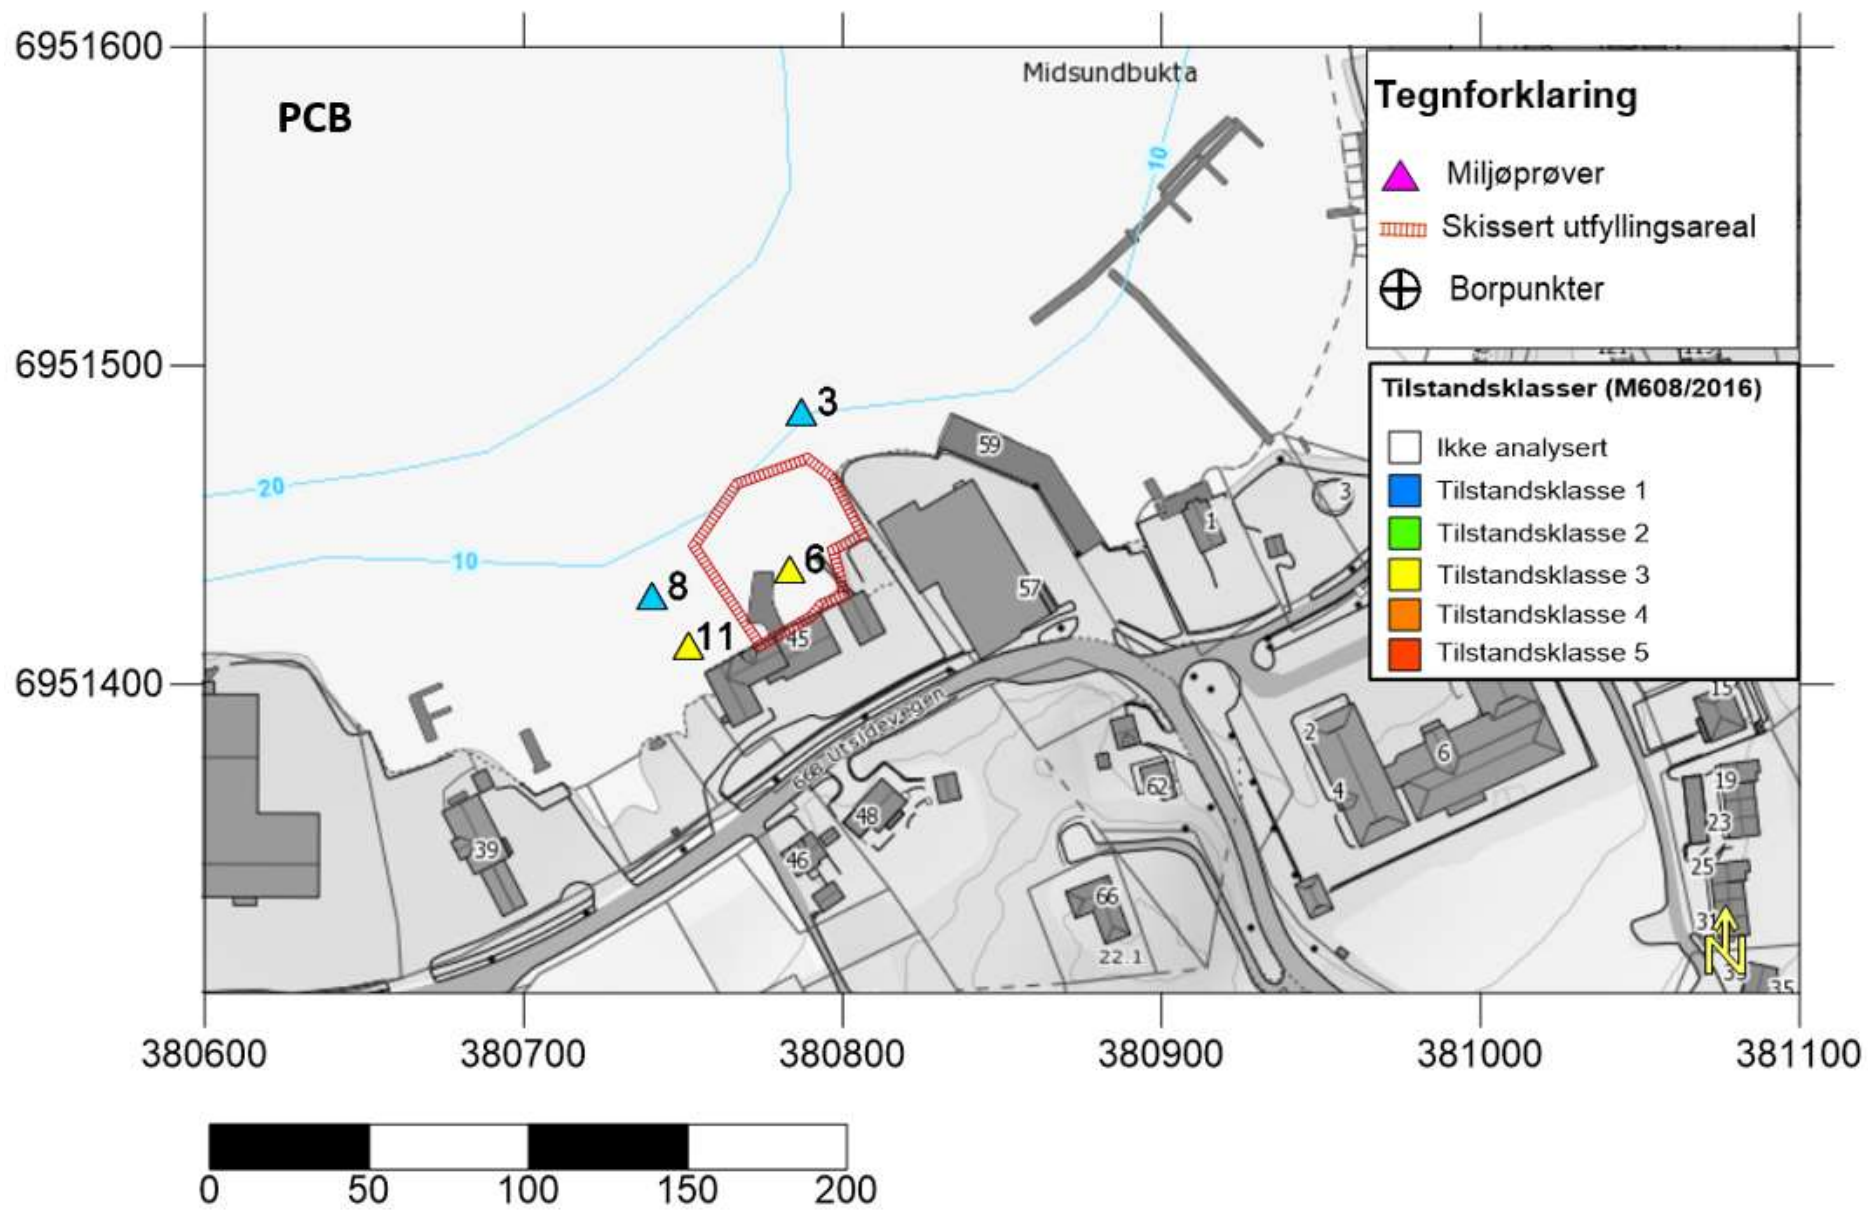 6951600
6951500
6951400
PCB
Midsundbukta
10
20
10
3
8
6
11
45
59
57
1
3
668 Utsidevegen
39
48
46
62
66
22.1
2
4
6
15
19
23
25
31
35
Tegnforklaring
Miljøprøver
Skissert utfyllingsareal
Borpunkter
Tilstandsklasser (M608/2016)
Ikke analysert
Tilstandsklasse 1
Tilstandsklasse 2
Tilstandsklasse 3
Tilstandsklasse 4
Tilstandsklasse 5
N
380600 380700 380800 380900 381000 381100
0 50 100 150 200